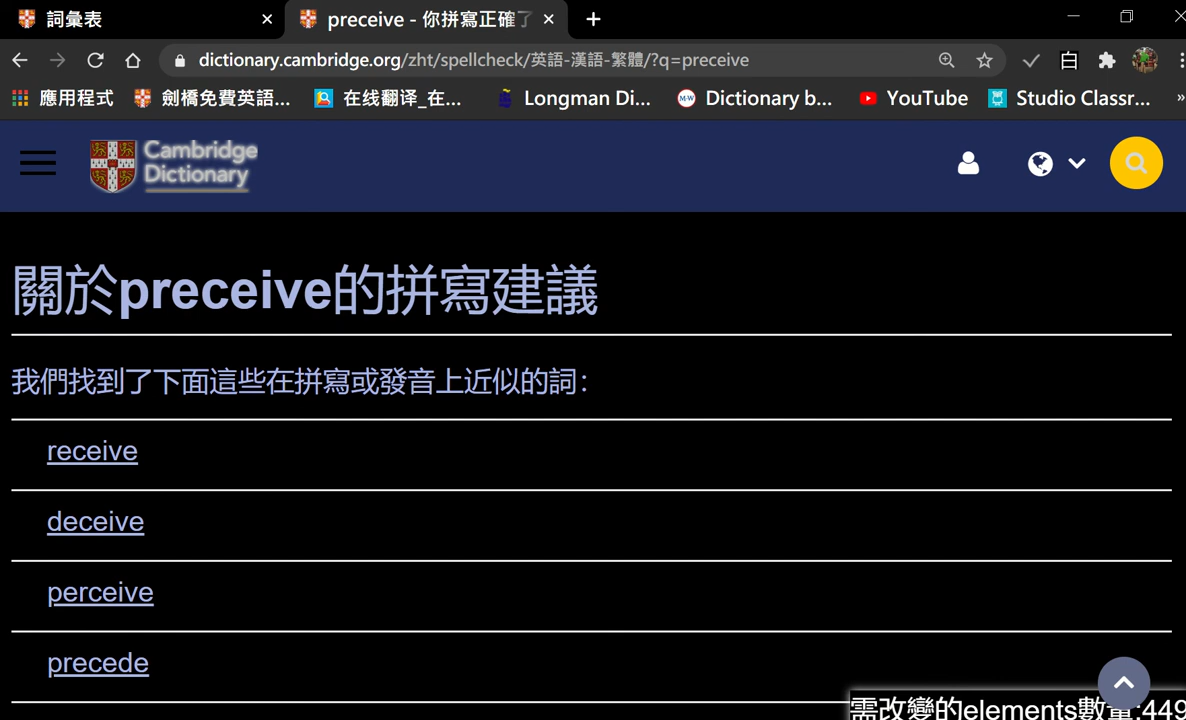 詞彙表
preceive - 你拼寫正確了
dictionary.cambridge.org/zht/spellcheck/英語-漢語-繁體/?q=preceive
應用程式 劍橋免費英語... 在线翻译_在... Longman Di... M-W Dictionary b... YouTube Studio Classr... »
Cambridge
Dictionary
關於preceive的拼寫建議
我們找到了下面這些在拼寫或發音上近似的詞：
receive
deceive
perceive
precede
需改變的elements數量:449